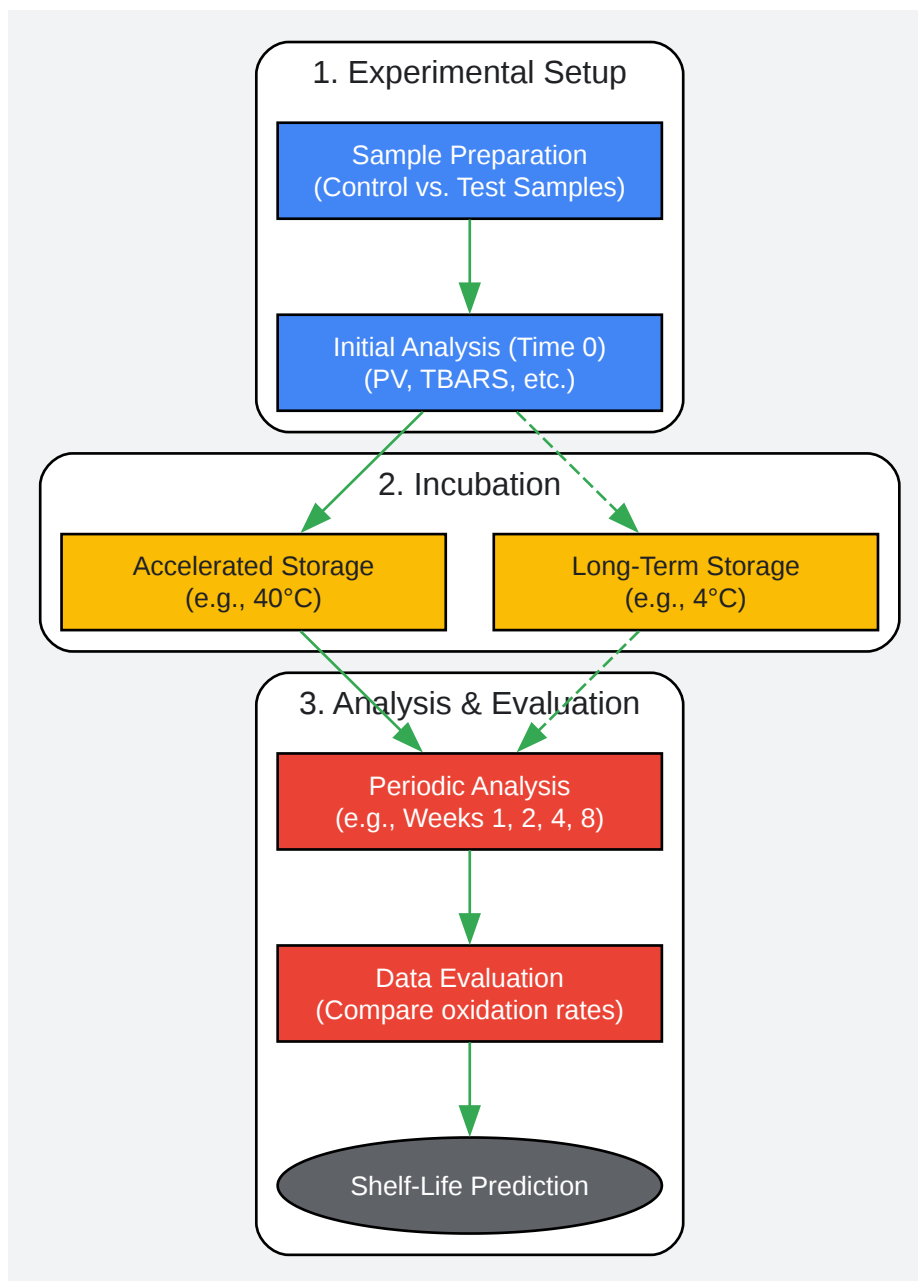 1. Experimental Setup
Sample Preparation
(Control vs. Test Samples)
Initial Analysis (Time 0)
(PV, TBARS, etc.)
2. Incubation
Accelerated Storage
(e.g., 40°C)
Long-Term Storage
(e.g., 4°C)
3. Analysis & Evaluation
Periodic Analysis
(e.g., Weeks 1, 2, 4, 8)
Data Evaluation
(Compare oxidation rates)
Shelf-Life Prediction